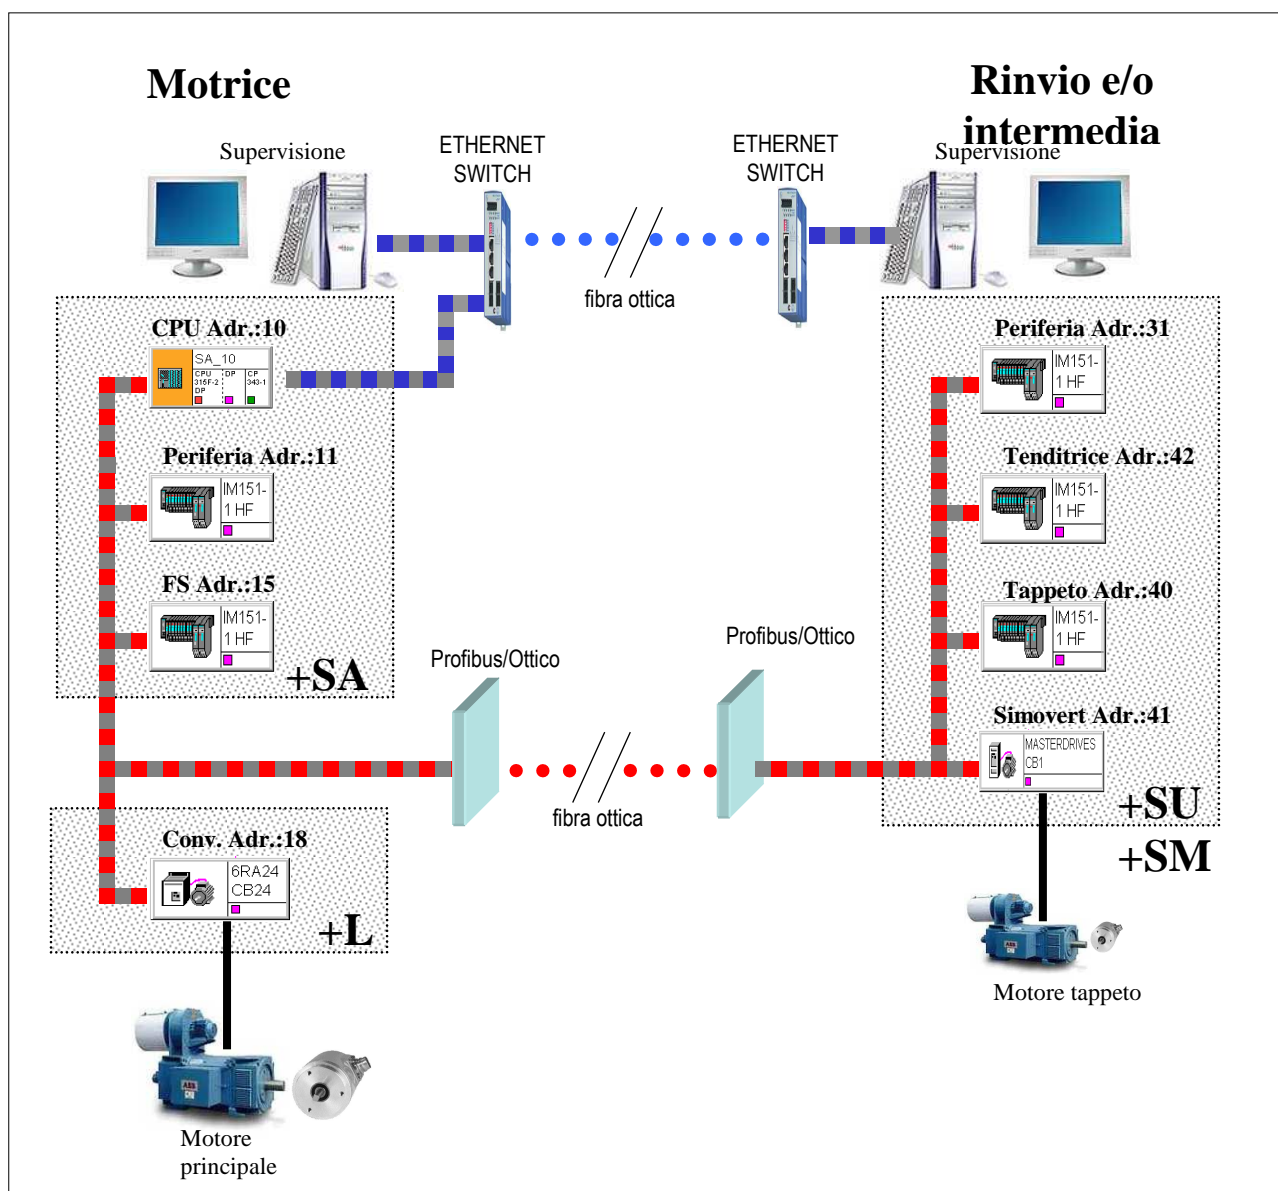 Motrice
Rinvio e/o
intermedia
Supervisione
ETHERNET
SWITCH
ETHERNET
SWITCH
Supervisione
fibra ottica
CPU Adr.:10
SA_10
CPU
315F-2
DP
DP
CP
343-1
Periferia Adr.:11
IM151-
1 HF
FS Adr.:15
IM151-
1 HF
+SA
Profibus/Ottico
Profibus/Ottico
fibra ottica
Periferia Adr.:31
IM151-
1 HF
Tenditrice Adr.:42
IM151-
1 HF
Tappeto Adr.:40
IM151-
1 HF
Simovert Adr.:41
MASTERDRIVES
CB1
+SU
+SM
Conv. Adr.:18
6RA24
CB24
+L
Motore tappeto
ABB
Motore
principale